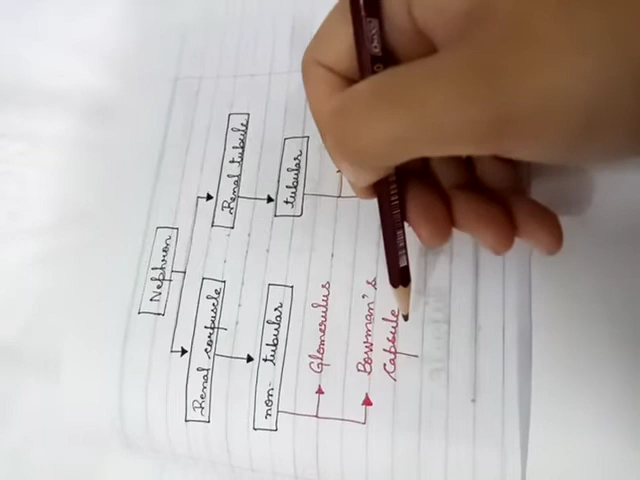 Nephron
Renal corpuscle
Renal tubule
non-tubular
tubular
Glomerulus
Bowman's
capsule